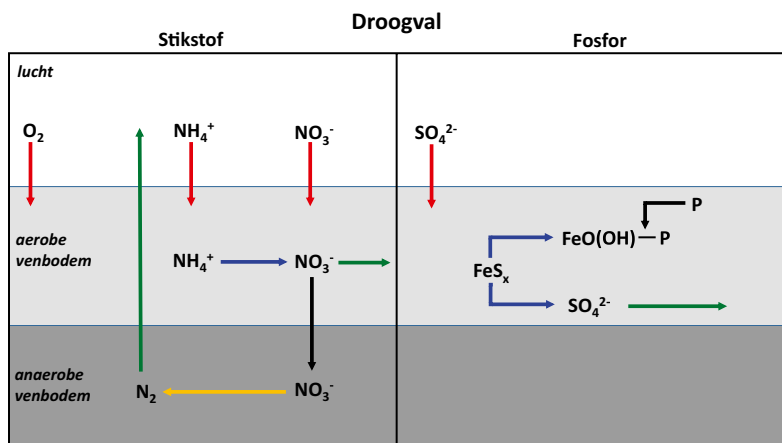 Droogval
Stikstof
Fosfor
lucht
O₂
NH₄⁺
NO₃⁻
SO₄²⁻
aerobe
venbodem
NH₄⁺
NO₃⁻
P
FeO(OH)—P
FeSₓ
SO₄²⁻
anaerobe
venbodem
N₂
NO₃⁻